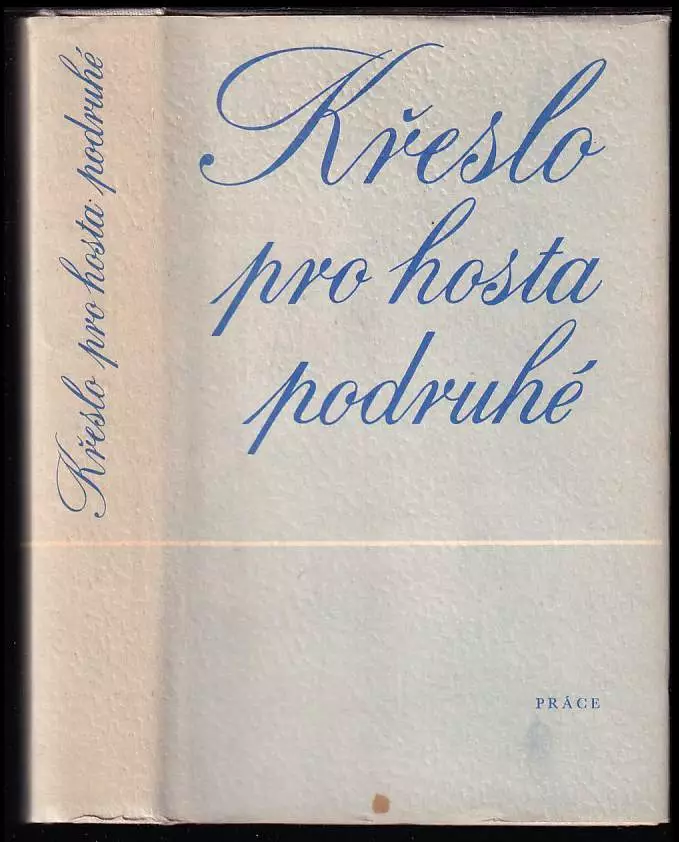 Křeslo pro hosta podruhé
Křeslo
pro hosta
podruhé
PRÁCE